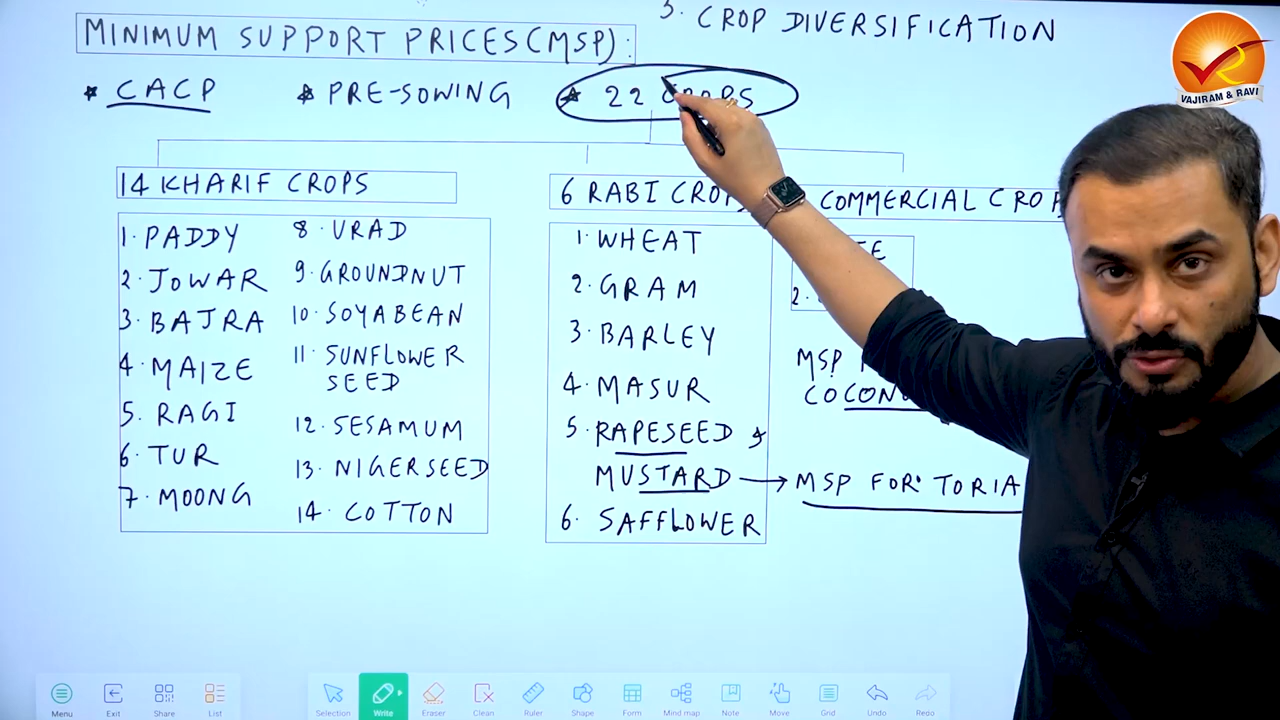 3. CROP DIVERSIFICATION
MINIMUM SUPPORT PRICES(MSP):
* CACP
* PRE-SOWING
* 22 CROPS
14 KHARIF CROPS
1. PADDY
2. JOWAR
3. BAJRA
4. MAIZE
5. RAGI
6. TUR
7. MOONG
8. URAD
9. GROUNDNUT
10. SOYABEAN
11. SUNFLOWER
SEED
12. SESAMUM
13. NIGERSEED
14. COTTON
6 RABI CROP
1. WHEAT
2. GRAM
3. BARLEY
4. MASUR
5. RAPESEED &
MUSTARD → MSP FOR TORIA
6. SAFFLOWER
COMMERCIAL CROP
2.
MSP
VAJIRAM & RAVI
Menu
Exit
Share
List
Selection
Write
Eraser
Clean
Ruler
Shape
Form
Mind map
Note
Move
Grid
Undo
Redo